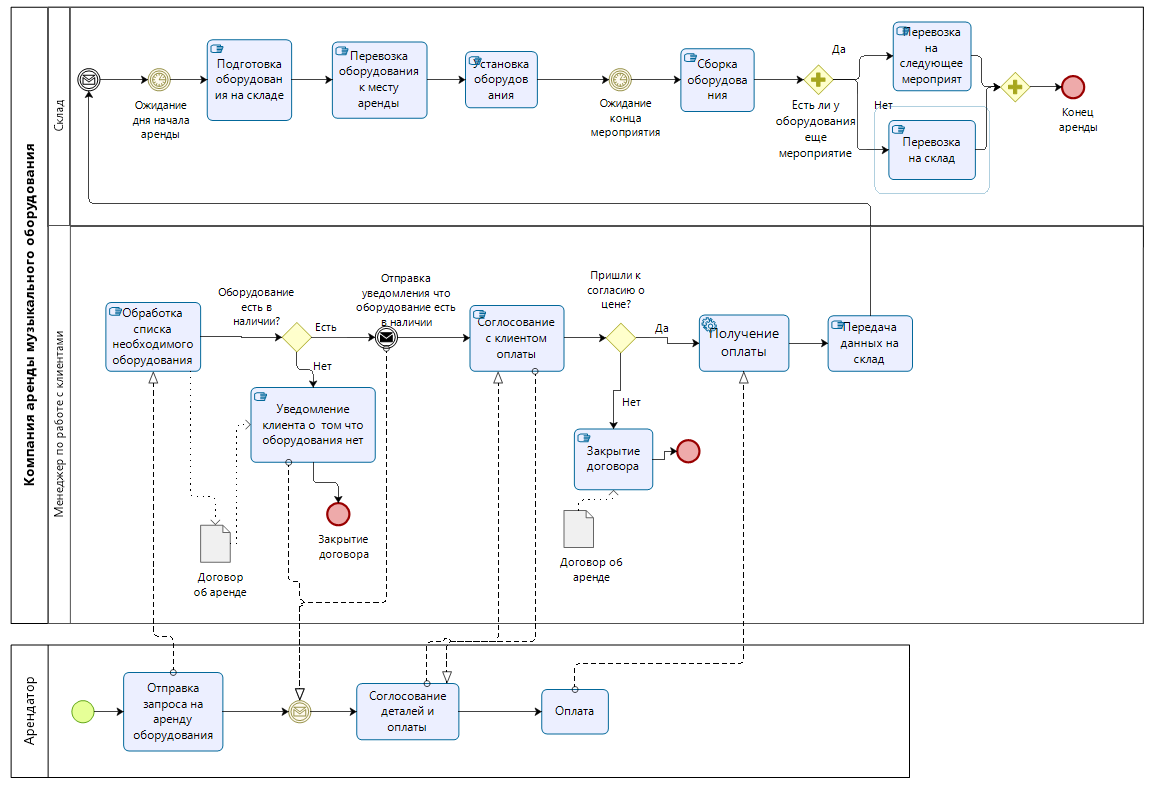 Компания аренды музыкального оборудования
Склад
Ожидание
дня начала
аренды
Подготовка
оборудован
ия на складе
Перевозка
оборудования
к месту
аренды
Установка
оборудов
ания
Ожидание
конца
мероприятия
Сборка
оборудова
ния
Есть ли у
оборудования
еще
мероприятие
Да
Нет
Перевозка
на
следующее
мероприят
Перевозка
на склад
Конец
аренды
Менеджер по работе с клиентами
Обработка
списка
необходимого
оборудования
Оборудование
есть в
наличии?
Есть
Нет
Уведомление
клиента о том что
оборудования нет
Закрытие
договора
Договор
об аренде
Отправка
уведомления что
оборудование есть
в наличии
Соглосование
с клиентом
оплаты
Пришли к
согласию о
цене?
Да
Нет
Закрытие
договора
Договор об
аренде
Получение
оплаты
Передача
данных на
склад
Арендатор
Отправка
запроса на
аренду
оборудования
Соглосование
деталей и
оплаты
Оплата